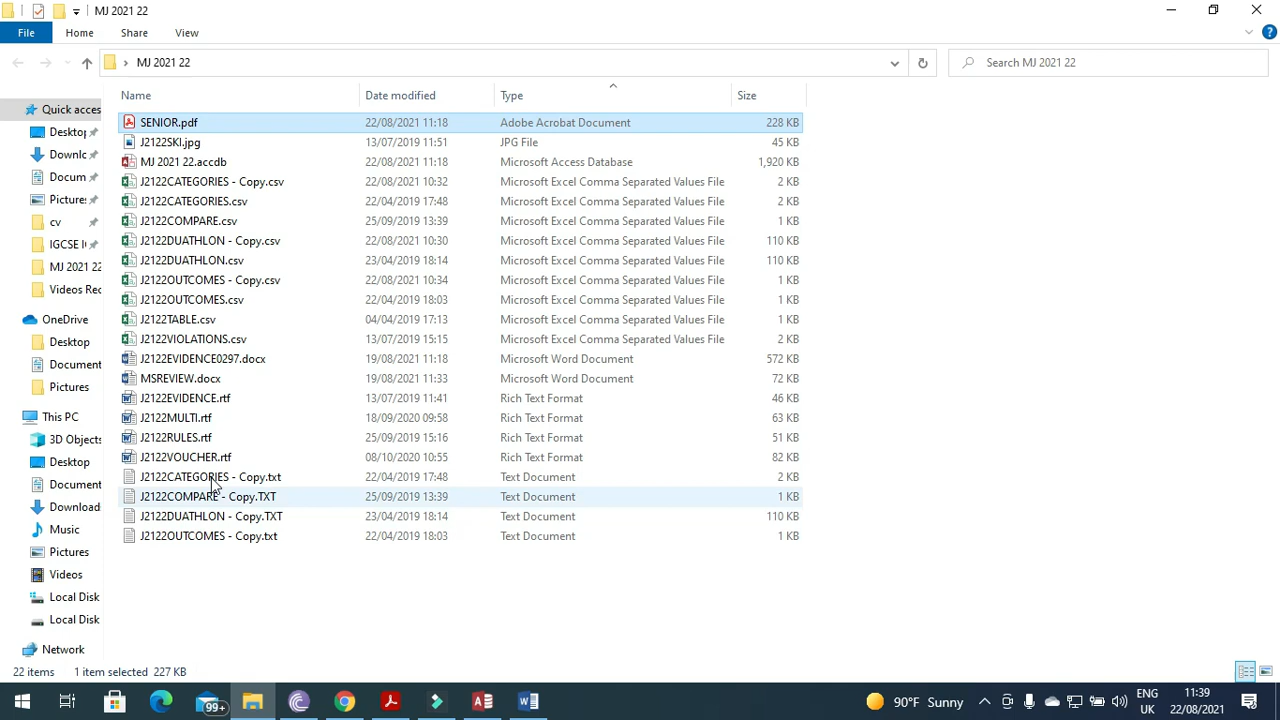 MJ 2021 22
File Home Share View
MJ 2021 22
Search MJ 2021 22
Name Date modified Type Size
Quick acces
Desktop
Downlc
Docum
Picture:
cv
IGCSE I(
MJ 2021 22
Videos Rec
OneDrive
Desktop
Document
Pictures
This PC
3D Objects
Desktop
Document
Download
Music
Pictures
Videos
Local Disk
Local Disk
Network
SENIOR.pdf 22/08/2021 11:18 Adobe Acrobat Document 228 KB
J2122SKI.jpg 13/07/2019 11:51 JPG File 45 KB
MJ 2021 22.accdb 22/08/2021 11:18 Microsoft Access Database 1,920 KB
J2122CATEGORIES - Copy.csv 22/08/2021 10:32 Microsoft Excel Comma Separated Values File 2 KB
J2122CATEGORIES.csv 22/04/2019 17:48 Microsoft Excel Comma Separated Values File 2 KB
J2122COMPARE.csv 25/09/2019 13:39 Microsoft Excel Comma Separated Values File 1 KB
J2122DUATHLON - Copy.csv 22/08/2021 10:30 Microsoft Excel Comma Separated Values File 110 KB
J2122DUATHLON.csv 23/04/2019 18:14 Microsoft Excel Comma Separated Values File 110 KB
J2122OUTCOMES - Copy.csv 22/08/2021 10:34 Microsoft Excel Comma Separated Values File 1 KB
J2122OUTCOMES.csv 22/04/2019 18:03 Microsoft Excel Comma Separated Values File 1 KB
J2122TABLE.csv 04/04/2019 17:13 Microsoft Excel Comma Separated Values File 1 KB
J2122VIOLATIONS.csv 13/07/2019 15:15 Microsoft Excel Comma Separated Values File 2 KB
J2122EVIDENCE0297.docx 19/08/2021 11:18 Microsoft Word Document 572 KB
MSREVIEW.docx 19/08/2021 11:33 Microsoft Word Document 72 KB
J2122EVIDENCE.rtf 13/07/2019 11:41 Rich Text Format 46 KB
J2122MULTI.rtf 18/09/2020 09:58 Rich Text Format 63 KB
J2122RULES.rtf 25/09/2019 15:16 Rich Text Format 51 KB
J2122VOUCHER.rtf 08/10/2020 10:55 Rich Text Format 82 KB
J2122CATEGORIES - Copy.txt 22/04/2019 17:48 Text Document 2 KB
J2122COMPARE - Copy.TXT 25/09/2019 13:39 Text Document 1 KB
J2122DUATHLON - Copy.TXT 23/04/2019 18:14 Text Document 110 KB
J2122OUTCOMES - Copy.txt 22/04/2019 18:03 Text Document 1 KB
22 items 1 item selected 227 KB
99+
90°F Sunny
ENG
UK
11:39
22/08/2021